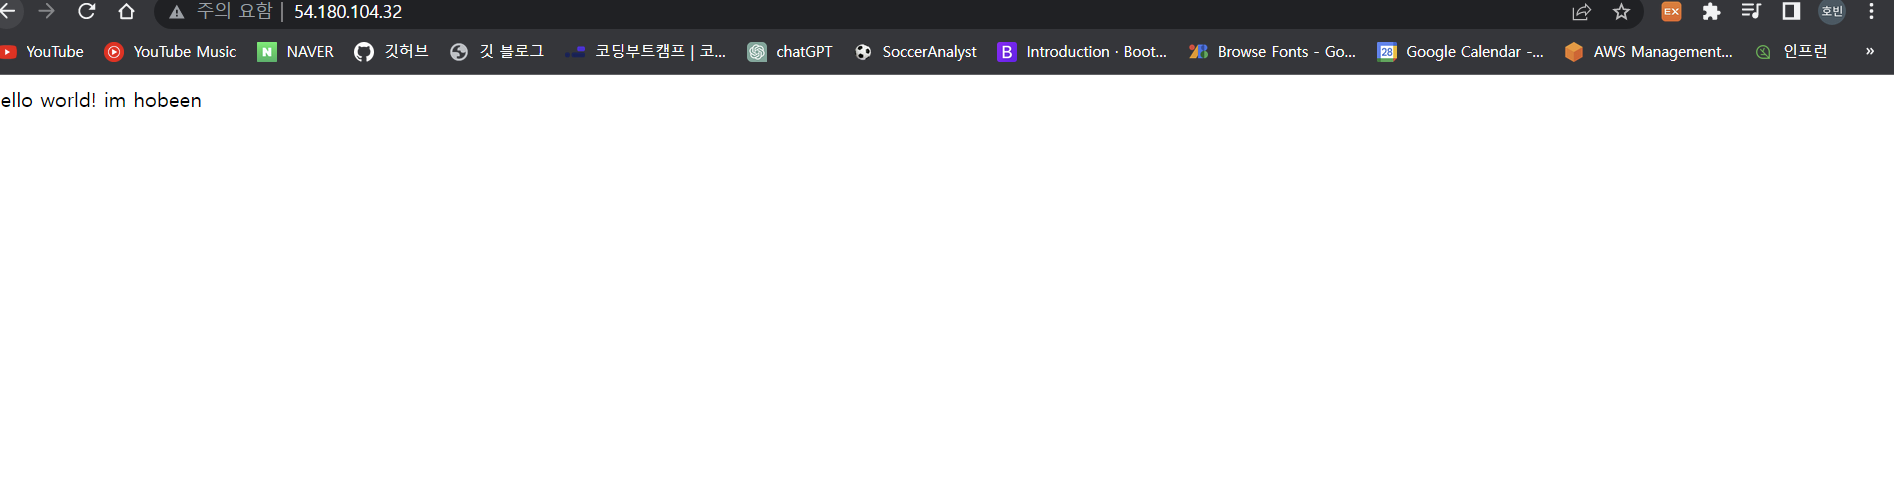 주의 요함 | 54.180.104.32 EX 호빈
YouTube YouTube Music N NAVER 깃허브 깃 블로그 코딩부트캠프 | 코... chatGPT SoccerAnalyst B Introduction · Boot... Browse Fonts - Go... 28 Google Calendar -... AWS Management... 인프런 »
ello world! im hobeen